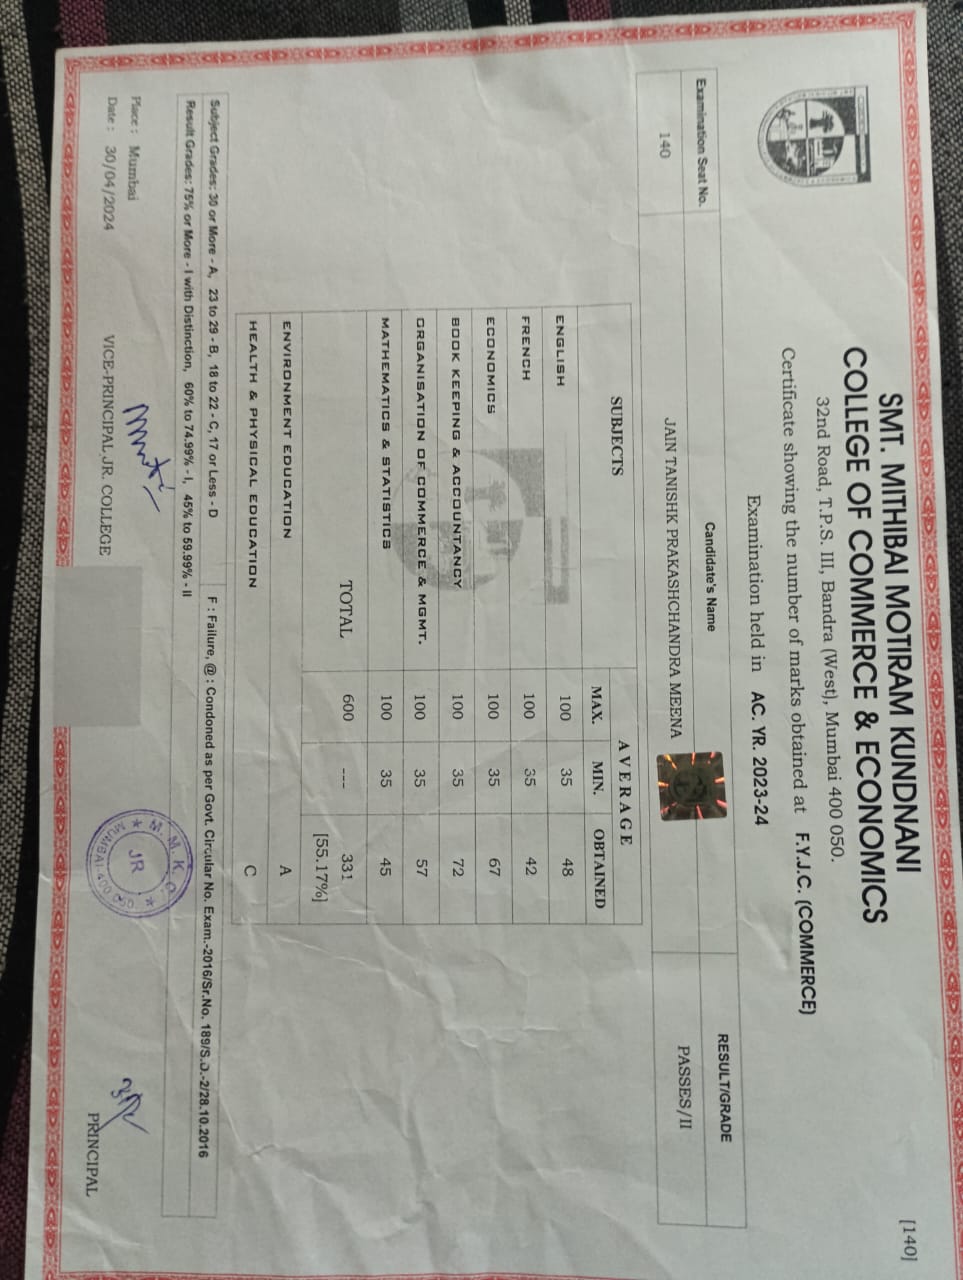 [140]
SMT. MITHIBAI MOTIRAM KUNDNANI
COLLEGE OF COMMERCE & ECONOMICS
32nd Road, T.P.S. III, Bandra (West), Mumbai 400 050.
Certificate showing the number of marks obtained at F.Y.J.C. (COMMERCE)
Examination held in AC. YR. 2023-24
Examination Seat No. Candidate's Name RESULT/GRADE
140 JAIN TANISHK PRAKASHCHANDRA MEENA PASSES/II
SUBJECTS AVERAGE
MAX. MIN. OBTAINED
ENGLISH 100 35 48
FRENCH 100 35 42
ECONOMICS 100 35 67
BOOK KEEPING & ACCOUNTANCY 100 35 72
ORGANISATION OF COMMERCE & MGMT. 100 35 57
MATHEMATICS & STATISTICS 100 35 45
TOTAL 600 --- 331
[55.17%]
ENVIRONMENT EDUCATION A
HEALTH & PHYSICAL EDUCATION C
Subject Grades: 30 or More - A, 23 to 29 - B, 18 to 22 - C, 17 or Less - D F : Failure, @ : Condoned as per Govt. Circular No. Exam.-2016/Sr.No. 189/S.D.-2/28.10.2016
Result Grades: 75% or More - I with Distinction, 60% to 74.99% - I, 45% to 59.99% - II
Place : Mumbai
Date : 30/04/2024 VICE-PRINCIPAL, JR. COLLEGE PRINCIPAL
M. M. K. C.
JR
MUMBAI-400 050